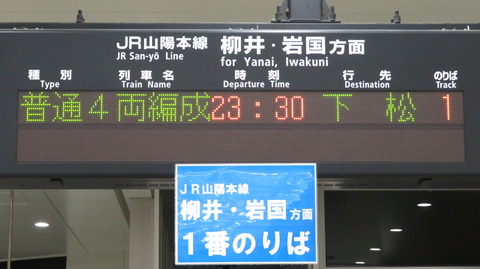 JR山陽本線 柳井・岩国方面
JR San-yō Line for Yanai, Iwakuni
種別 列車名 時刻 行先 のりば
Type Train Name Departure Time Destination Track
普通 4両編成 23:30 下松 1
JR山陽本線
柳井・岩国方面
1番のりば